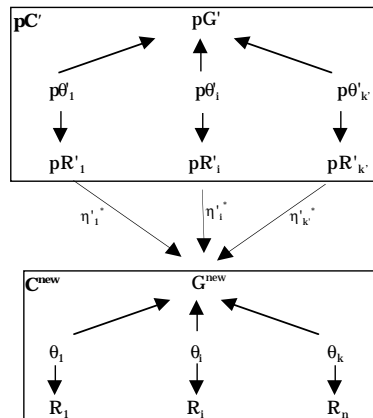 pC' pG'
pθ'₁ pθ'ᵢ pθ'ₖ'
pR'₁ pR'ᵢ pR'ₖ'
η'₁* η'ᵢ* η'ₖ'*
Cⁿᵉʷ Gⁿᵉʷ
θ₁ θᵢ θₖ
R₁ Rᵢ Rₙ